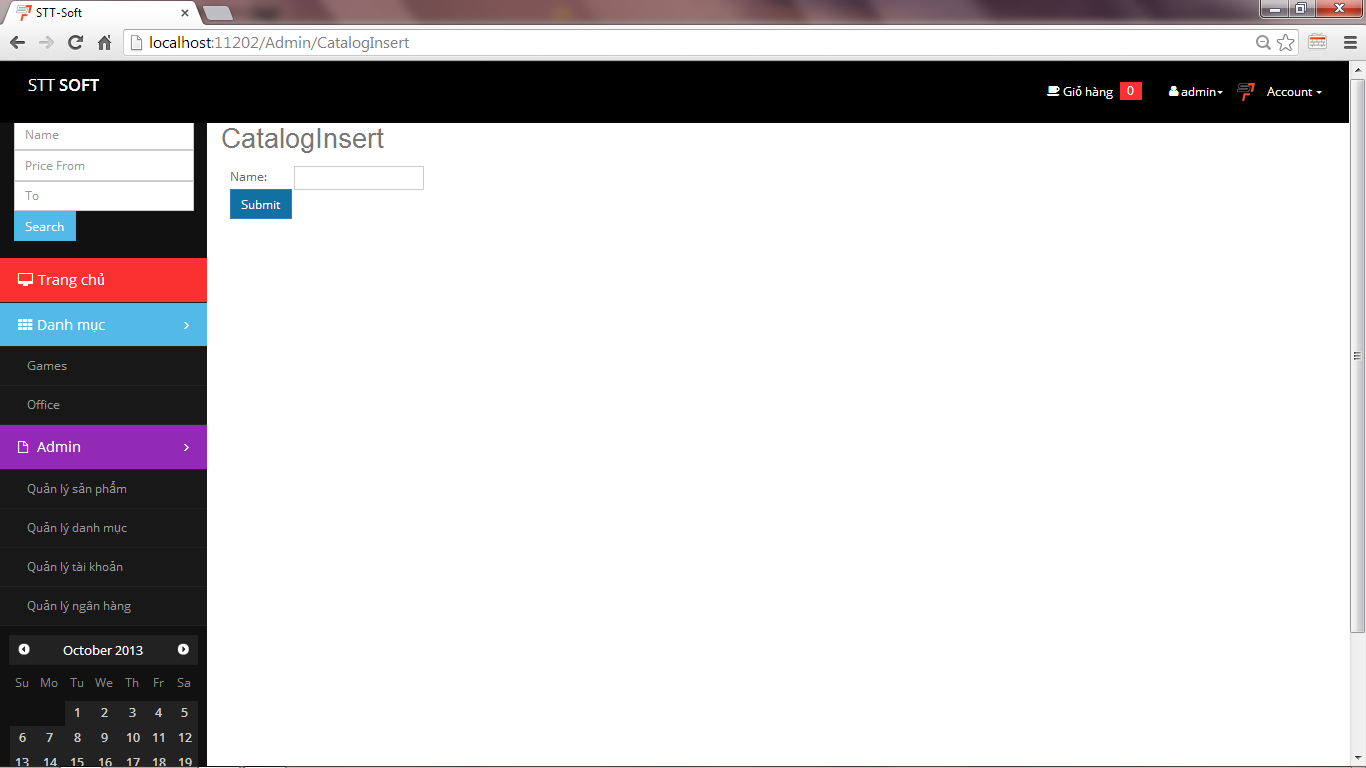 STT-Soft
localhost:11202/Admin/CatalogInsert
STT SOFT
Giỏ hàng 0 admin Account
Name
Price From
To
Search
Trang chủ
Danh mục
Games
Office
Admin
Quản lý sản phẩm
Quản lý danh mục
Quản lý tài khoản
Quản lý ngân hàng
October 2013
Su Mo Tu We Th Fr Sa
1 2 3 4 5
6 7 8 9 10 11 12
13 14 15 16 17 18 19
CatalogInsert
Name:
Submit